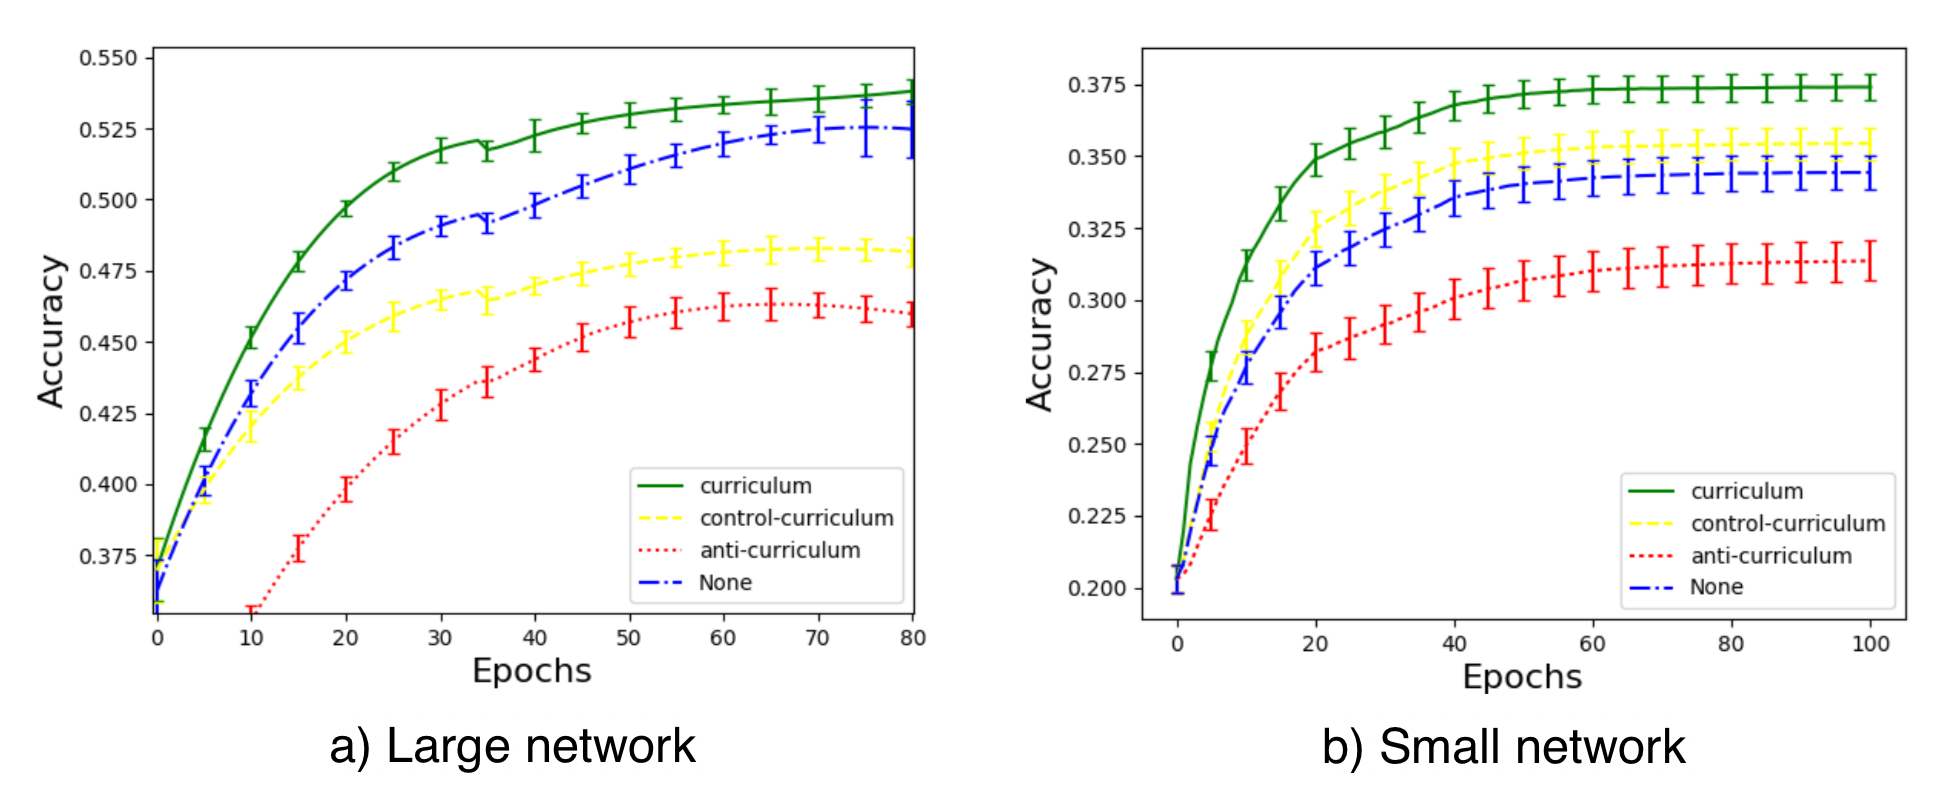 0.550
0.525
0.500
0.475
0.450
0.425
0.400
0.375
Accuracy
curriculum
control-curriculum
anti-curriculum
None
0 10 20 30 40 50 60 70 80
Epochs
a) Large network
0.375
0.350
0.325
0.300
0.275
0.250
0.225
0.200
Accuracy
curriculum
control-curriculum
anti-curriculum
None
0 20 40 60 80 100
Epochs
b) Small network